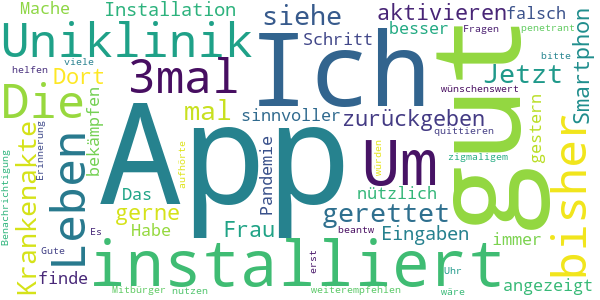 Mache Installation siehe aktivieren falsch
Uniklinik Ich Schritt besser Fragen penetrant
helfen viele Dort 3mal gut Jetzt bitte
Die mal sinnvoller wünschenswert Smartphon
Krankenakte bekämpfen zurückgeben bisher
Leben App Um quittieren gestern
Erinnerung aufhörte Pandemie zigmaligem
Benachrichtigung Das nützlich
gerne gerettet
Habe Frau Eingaben immer
Es würden beantw
finde installiert erst Uhr angezeigt
Gute Mitbürger nutzen weiterempfehlen wäre